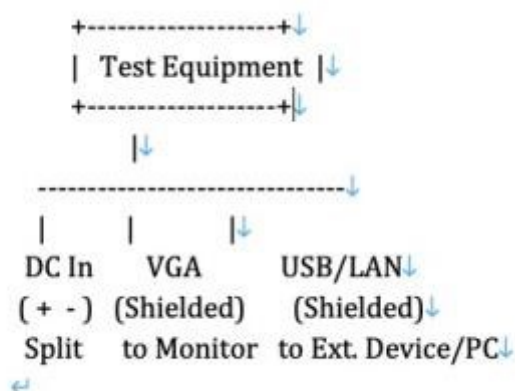 +--------------------+↓
| Test Equipment |↓
+--------------------+↓
|↓
-------------------------------↓
| | |↓
DC In VGA USB/LAN↓
( + - ) (Shielded) (Shielded)↓
Split to Monitor to Ext. Device/PC↓
↵